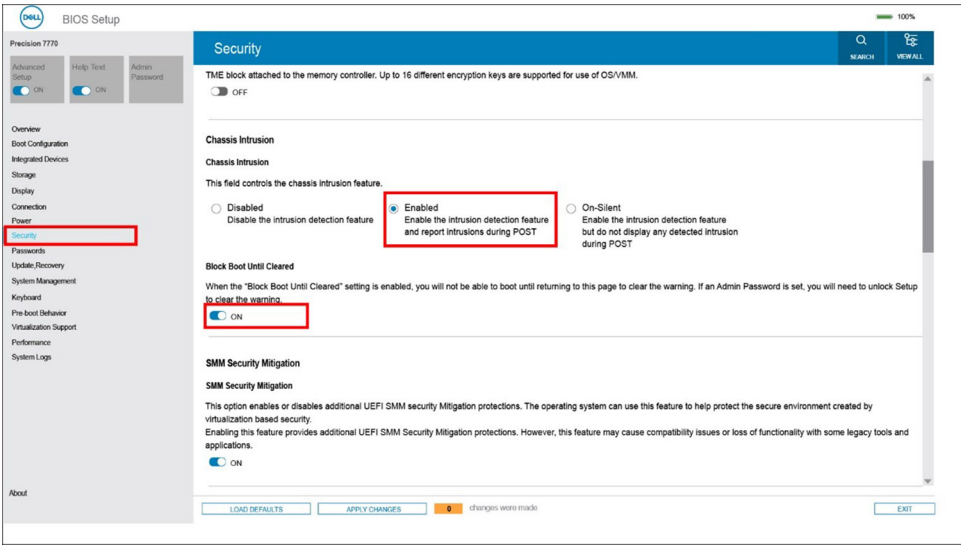 DELL
BIOS Setup
100%
Precision 7770
Advanced
Setup
ON
Help Text
ON
Admin
Password
Overview
Boot Configuration
Integrated Devices
Storage
Display
Connection
Power
Security
Passwords
Update,Recovery
System Management
Keyboard
Pre-boot Behavior
Virtualization Support
Performance
System Logs
About
Security
SEARCH
VIEW ALL
TME block attached to the memory controller. Up to 16 different encryption keys are supported for use of OS/VMM.
OFF
Chassis Intrusion
Chassis Intrusion
This field controls the chassis intrusion feature.
Disabled
Disable the intrusion detection feature
Enabled
Enable the intrusion detection feature
and report intrusions during POST
On-Silent
Enable the intrusion detection feature
but do not display any detected intrusion
during POST
Block Boot Until Cleared
When the "Block Boot Until Cleared" setting is enabled, you will not be able to boot until returning to this page to clear the warning. If an Admin Password is set, you will need to unlock Setup
to clear the warning.
ON
SMM Security Mitigation
SMM Security Mitigation
This option enables or disables additional UEFI SMM security Mitigation protections. The operating system can use this feature to help protect the secure environment created by
virtualization based security.
Enabling this feature provides additional UEFI SMM Security Mitigation protections. However, this feature may cause compatibility issues or loss of functionality with some legacy tools and
applications.
ON
LOAD DEFAULTS
APPLY CHANGES
0
changes were made
EXIT